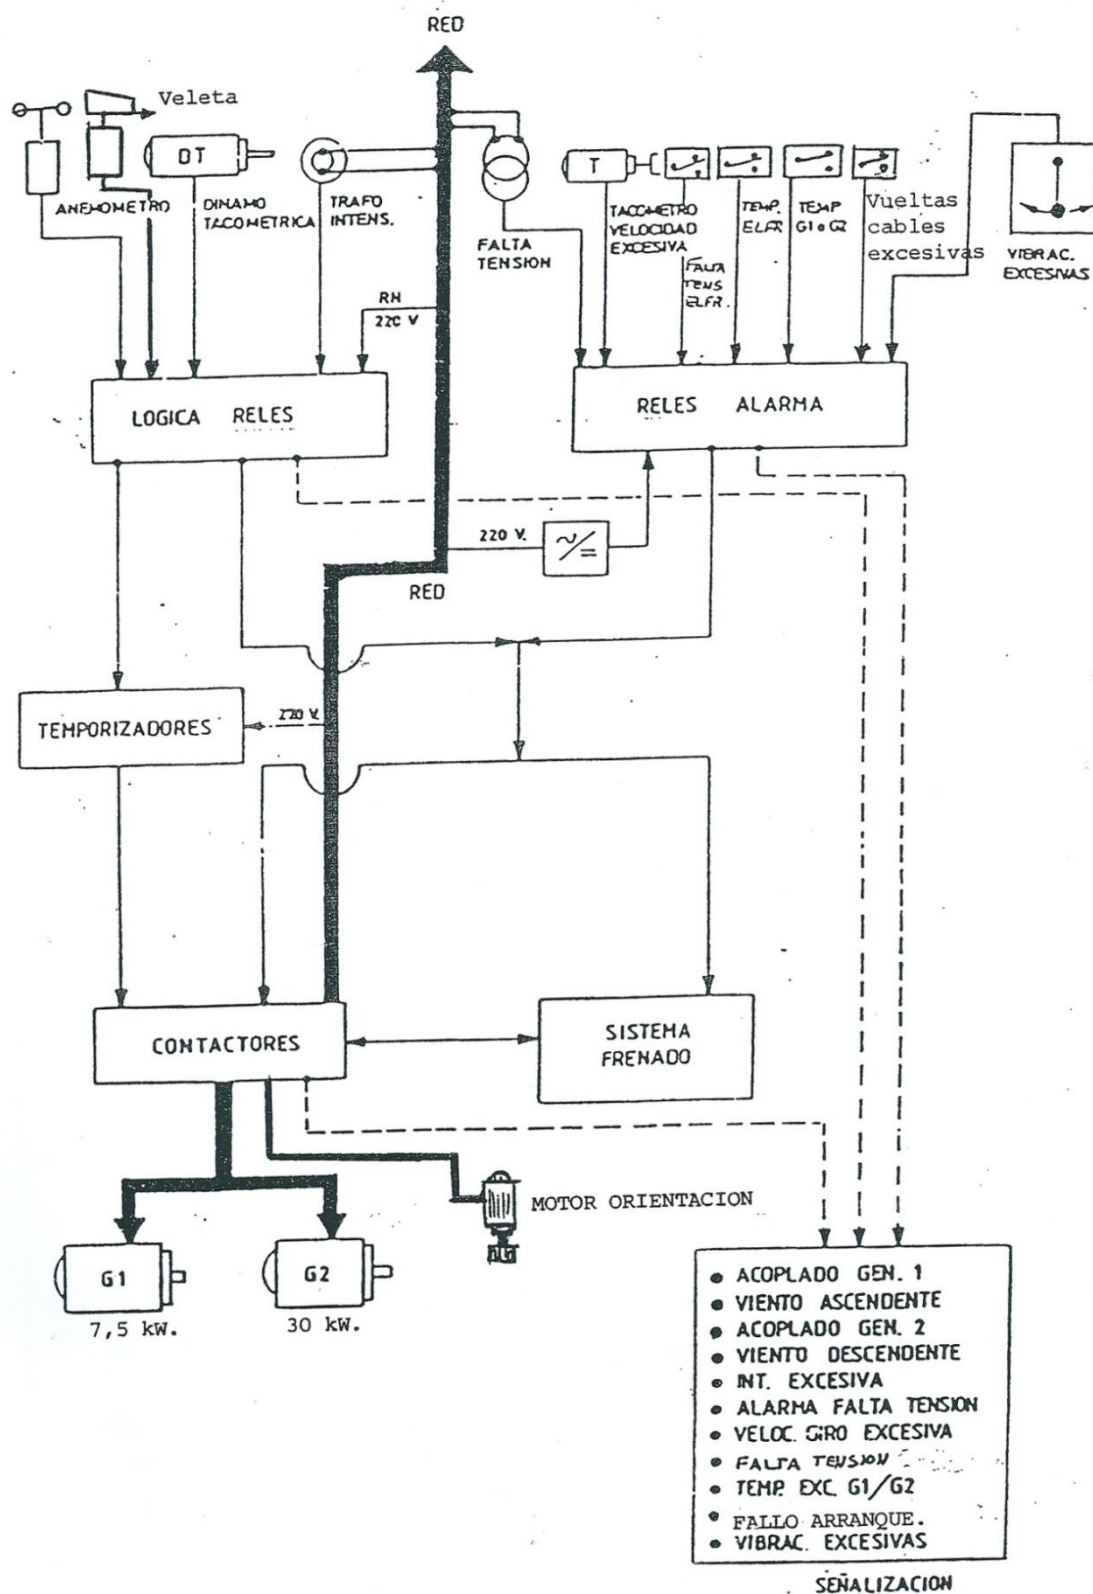 RED
Veleta
DT
ANEMOMETRO
DINAMO
TACOMETRICA
TRAFO
INTENS.
FALTA
TENSION
T
TACOMETRO
VELOCIDAD
EXCESIVA
FALTA
TENS
ELFR.
TEMP.
ELFR
TEMP
G1 o G2
Vueltas
cables
excesivas
VIBRAC.
EXCESIVAS
RN
220 V
LOGICA RELES
RELES ALARMA
220 V.
~/=
RED
TEMPORIZADORES
220 V.
CONTACTORES
SISTEMA
FRENADO
MOTOR ORIENTACION
G1
G2
7,5 kW.
30 kW.
• ACOPLADO GEN. 1
• VIENTO ASCENDENTE
• ACOPLADO GEN. 2
• VIENTO DESCENDENTE
• INT. EXCESIVA
• ALARMA FALTA TENSION
• VELOC. GIRO EXCESIVA
• FALTA TENSION
• TEMP. EXC. G1/G2
• FALLO ARRANQUE.
• VIBRAC. EXCESIVAS
SEÑALIZACION